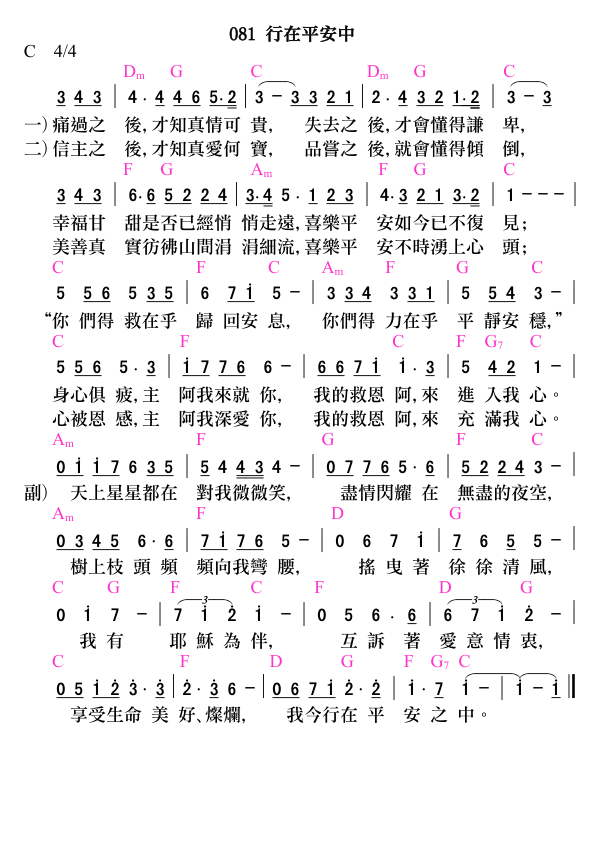 081 行在平安中
C 4/4
Dm G C Dm G C
3 4 3 | 4 · 4 4 6 5·2 | 3 − 3 3 2 1 | 2 · 4 3 2 1·2 | 3 − 3
一) 痛過之 後, 才知真情可 貴, 失去之 後, 才會懂得謙 卑,
二) 信主之 後, 才知真愛何 寶, 品嘗之 後, 就會懂得傾 倒,
F G Am F G C
3 4 3 | 6·6 5 2 2 4 | 3·4 5 · 1 2 3 | 4·3 2 1 3·2 | 1 − − − |
幸福甘 甜是否已經悄 悄走遠, 喜樂平 安如今已不復 見;
美善真 實彷彿山間涓 涓細流, 喜樂平 安不時湧上心 頭;
C F C Am F G C
5 5 6 5 3 5 | 6 7 i 5 − | 3 3 4 4 3 3 1 | 5 5 4 3 − |
“你 們得 救在乎 歸 回安 息, 你們得 力在乎 平 靜安 穩,”
C F C F G7 C
5 5 6 5 · 3 | i 7 7 6 6 − | 6 6 7 i i · 3 | 5 4 2 1 − |
身心俱 疲, 主 阿我來就 你, 我的救恩 阿, 來 進 入我 心。
心被恩 感, 主 阿我深愛 你, 我的救恩 阿, 來 充 滿我 心。
Am F G F C
0 i i 7 6 3 5 | 5 4 4 3 4 − | 0 7 7 6 5 · 6 | 5 2 2 4 3 − |
副) 天上星星都在 對我微微笑, 盡情閃耀 在 無盡的夜空,
Am F D G
0 3 4 5 6 · 6 | 7 i 7 6 5 − | 0 6 7 i | 7 6 5 5 − |
樹上枝 頭 頻 頻向我彎 腰, 搖 曳 著 徐 徐 清 風,
C G F C F D G
0 i 7 − | 3 7 i 2 i − | 0 5 6 · 6 | 3 6 7 i 2 − |
我 有 耶 穌 為 伴, 互 訴 著 愛 意 情 衷,
C F D G F G7 C
0 5 i 2 3 · 3 | 2 · 3 6 − | 0 6 7 i 2 · 2 | i · 7 i − | i − i ‖
享受生命 美 好、燦爛, 我今行在 平 安 之 中。